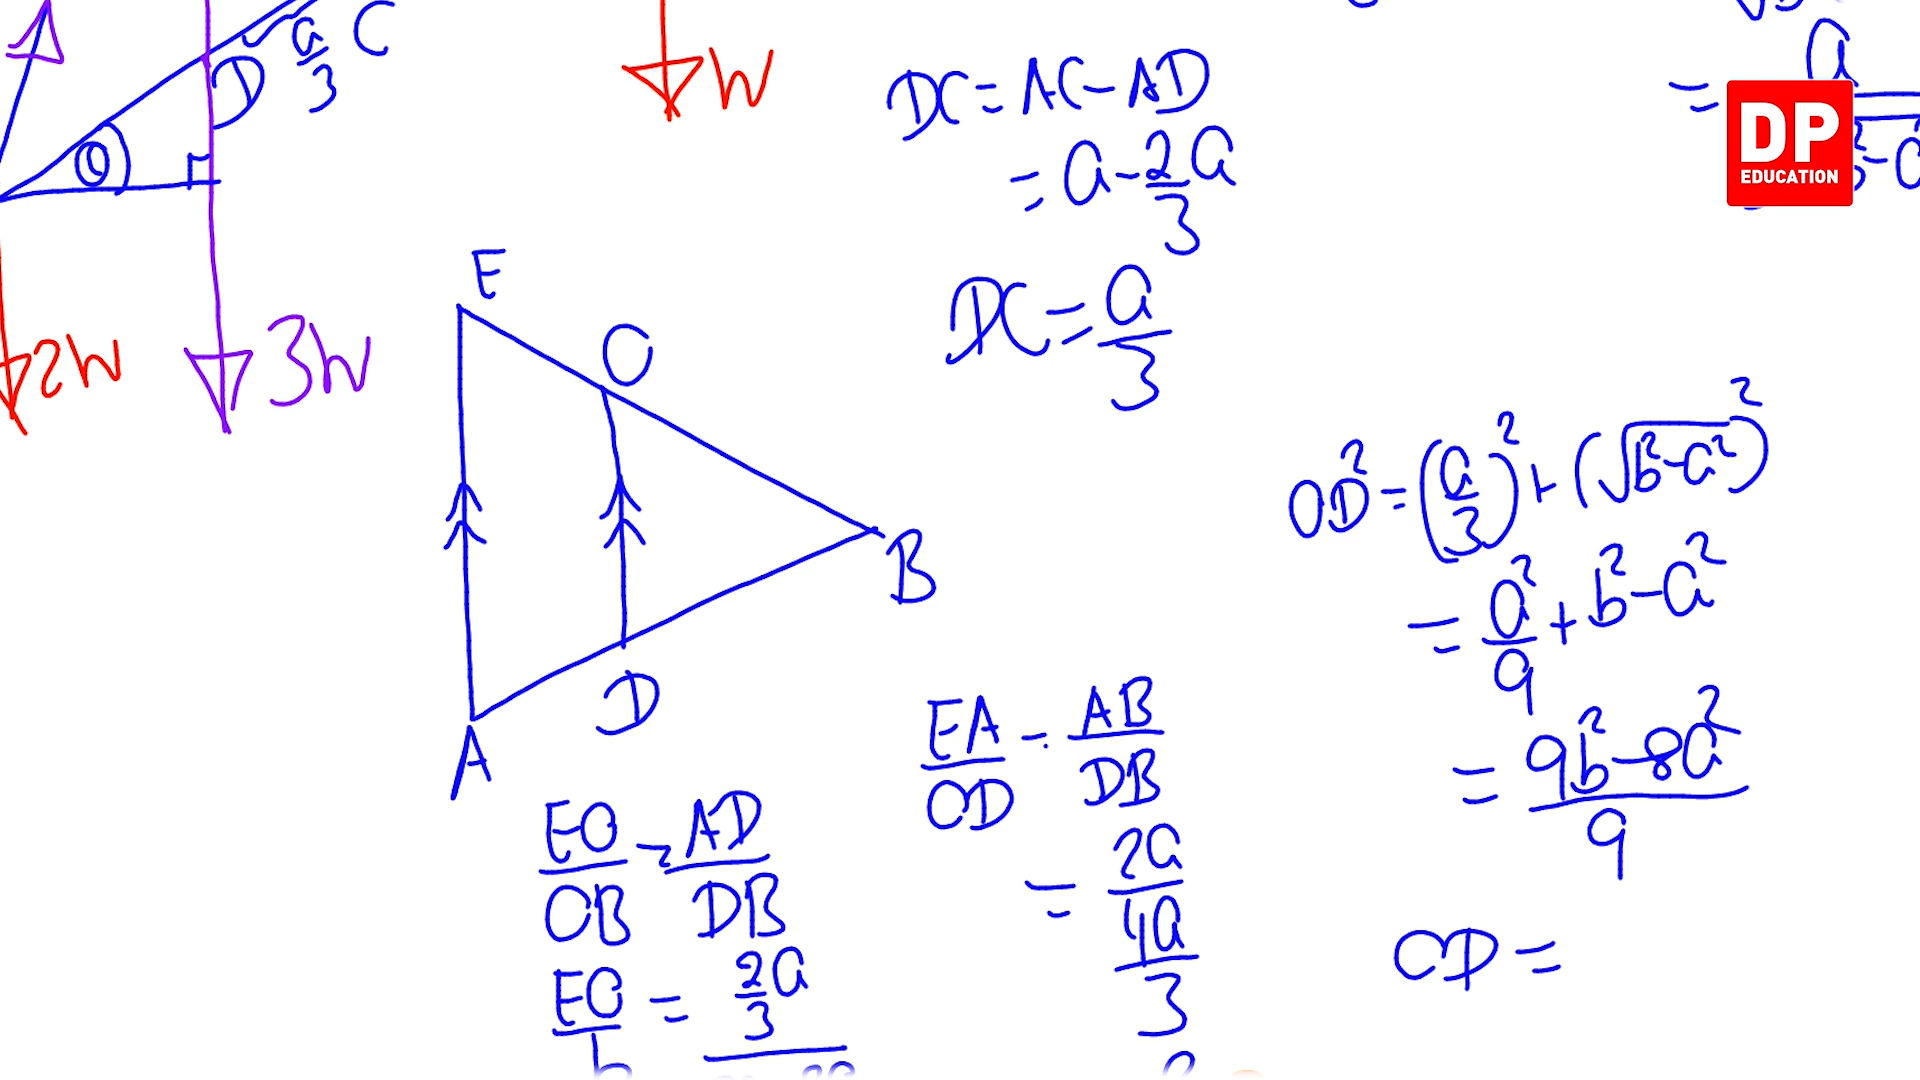 a/3 C
D
θ
2W
3W
W
E
O
B
D
A
DC = AC - AD
= a - 2/3 a
DC = a/3
EO/OB = AD/DB
EO/b = 2/3 a
EA/OD = AB/DB
= 2a / 4a/3
OD² = (a/3)² + (√b²-a²)²
= a²/9 + b² - a²
= 9b² - 8a² / 9
OD =
= a
DP
EDUCATION